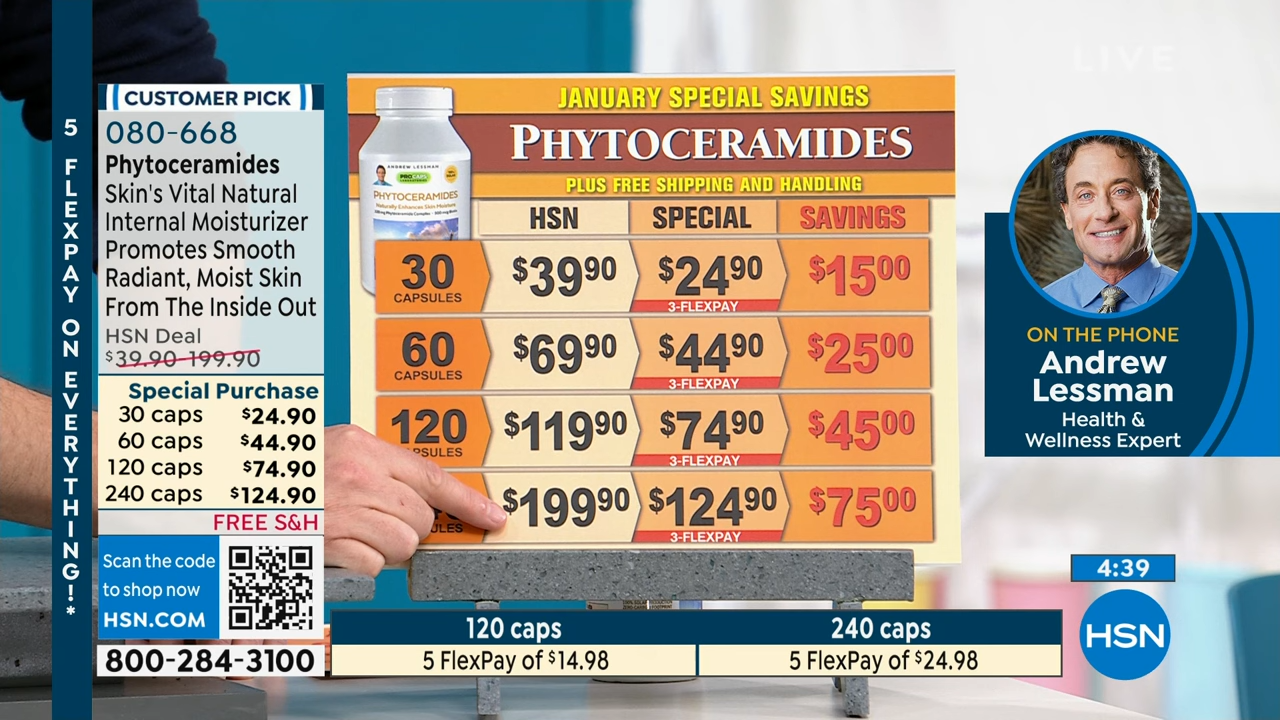 LIVE
5 FLEXPAY ON EVERYTHING!*
CUSTOMER PICK
080-668
Phytoceramides
Skin's Vital Natural
Internal Moisturizer
Promotes Smooth
Radiant, Moist Skin
From The Inside Out
HSN Deal
$39.90-199.90
Special Purchase
30 caps $24.90
60 caps $44.90
120 caps $74.90
240 caps $124.90
FREE S&H
Scan the code
to shop now
HSN.COM
800-284-3100
JANUARY SPECIAL SAVINGS
PHYTOCERAMIDES
PLUS FREE SHIPPING AND HANDLING
HSN SPECIAL SAVINGS
30 CAPSULES $39.90 $24.90 3-FLEXPAY $15.00
60 CAPSULES $69.90 $44.90 3-FLEXPAY $25.00
120 PSULES $119.90 $74.90 3-FLEXPAY $45.00
ULES $199.90 $124.90 3-FLEXPAY $75.00
ANDREW LESSMAN
PROCAPS
PHYTOCERAMIDES
Naturally Enhances Skin Moisture
ON THE PHONE
Andrew
Lessman
Health &
Wellness Expert
4:39
HSN
120 caps
5 FlexPay of $14.98
240 caps
5 FlexPay of $24.98